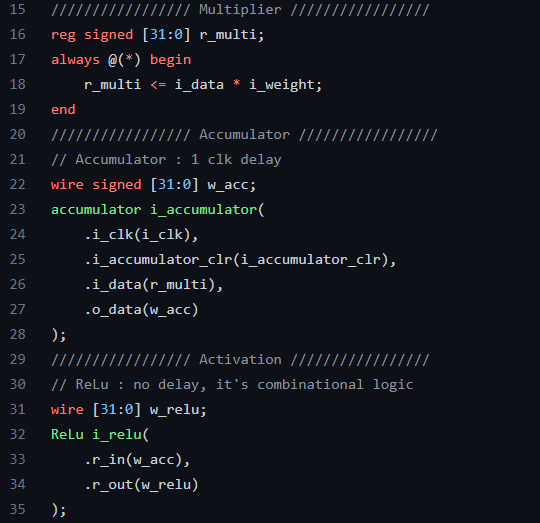 15 ///////////////// Multiplier /////////////////
16 reg signed [31:0] r_multi;
17 always @(*) begin
18     r_multi <= i_data * i_weight;
19 end
20 ///////////////// Accumulator /////////////////
21 // Accumulator : 1 clk delay
22 wire signed [31:0] w_acc;
23 accumulator i_accumulator(
24     .i_clk(i_clk),
25     .i_accumulator_clr(i_accumulator_clr),
26     .i_data(r_multi),
27     .o_data(w_acc)
28 );
29 ///////////////// Activation /////////////////
30 // ReLu : no delay, it's combinational logic
31 wire [31:0] w_relu;
32 ReLu i_relu(
33     .r_in(w_acc),
34     .r_out(w_relu)
35 );